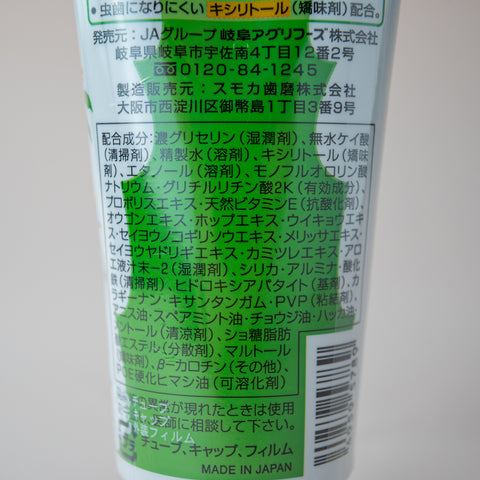 ・虫歯になりにくい キシリトール(矯味剤)配合。
発売元：JAグループ 岐阜アグリフーズ株式会社
岐阜県岐阜市宇佐南4丁目12番2号
0120-84-1245
製造販売元：スモカ歯磨株式会社
大阪市西淀川区御幣島1丁目3番9号
配合成分:濃グリセリン(湿潤剤)、無水ケイ酸
(清掃剤)、精製水(溶剤)、キシリトール(矯味
剤)、エタノール(溶剤)、モノフルオロリン酸
ナトリウム・グリチルリチン酸2K(有効成分)、
プロポリスエキス・天然ビタミンE(抗酸化剤)、
オウゴンエキス・ホップエキス・ウイキョウエキ
ス・セイヨウノコギリソウエキス・メリッサエキス・
セイヨウヤドリギエキス・カミツレエキス・アロ
エ液汁末-2(湿潤剤)、シリカ・アルミナ・酸化
鉄(清掃剤)、ヒドロキシアパタイト(基剤)、カ
ラギーナン・キサンタンガム・PVP(粘結剤)、
アニス油・スペアミント油・チョウジ油・ハッカ油・
メントール(清涼剤)、ショ糖脂肪
酸エステル(分散剤)、マルトール
(矯味剤)、β-カロチン(その他)、
POE硬化ヒマシ油(可溶化剤)
異常が現れたときは使用
医師に相談して下さい。
チューブ
キャップ
フィルム
プラ
チューブ、キャップ、フィルム
MADE IN JAPAN